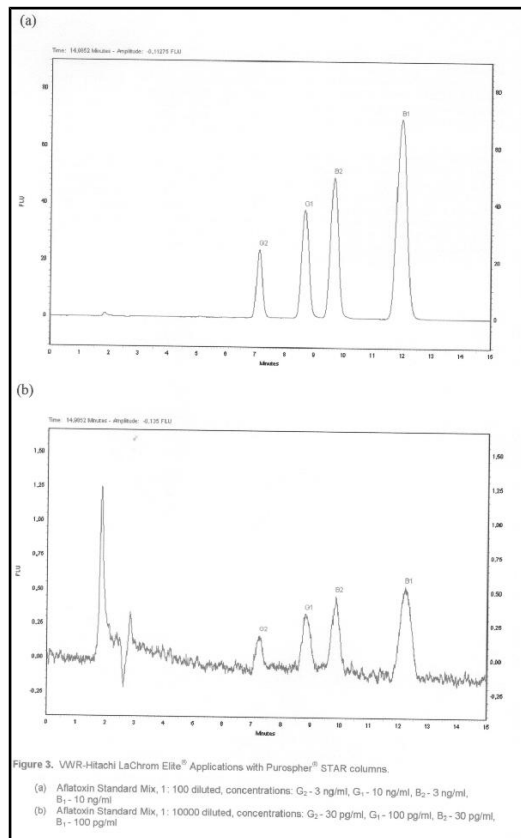 (a)
Time: 14,9852 Minutes - Amplitude: -0,11275 FLU
80
60
40
20
0
FLU
80
60
40
20
0
G2
G1
B2
B1
0 1 2 3 4 5 6 7 8 9 10 11 12 13 14 15
Minutes
(b)
Time: 14,9852 Minutes - Amplitude: -0,135 FLU
1,50
1,25
1,00
0,75
0,50
0,25
0,00
-0,25
FLU
1,50
1,25
1,00
0,75
0,50
0,25
0,00
-0,25
G2
G1
B2
B1
0 1 2 3 4 5 6 7 8 9 10 11 12 13 14 15
Minutes
Figure 3. VWR-Hitachi LaChrom Elite® Applications with Purospher® STAR columns.
(a) Aflatoxin Standard Mix, 1: 100 diluted, concentrations: G₂ - 3 ng/ml, G₁ - 10 ng/ml, B₂ - 3 ng/ml,
B₁ - 10 ng/ml
(b) Aflatoxin Standard Mix, 1: 10000 diluted, concentrations: G₂ - 30 pg/ml, G₁ - 100 pg/ml, B₂ - 30 pg/ml,
B₁ - 100 pg/ml